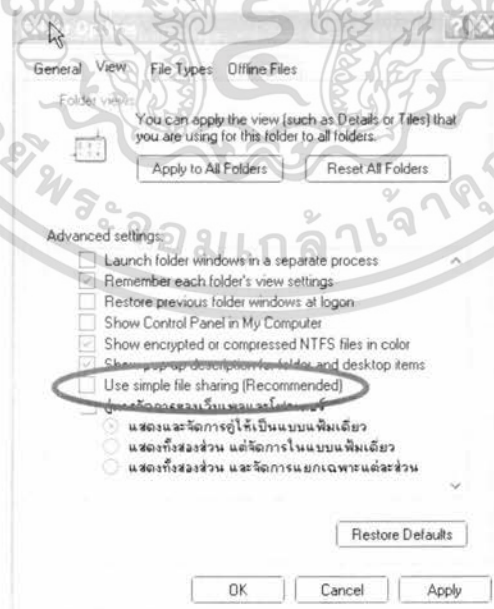 Options
General View File Types Offline Files
Folder views
You can apply the view (such as Details or Tiles) that
you are using for this folder to all folders.
Apply to All Folders Reset All Folders
Advanced settings:
Launch folder windows in a separate process
Remember each folder's view settings
Restore previous folder windows at logon
Show Control Panel in My Computer
Show encrypted or compressed NTFS files in color
Show pop-up description for folder and desktop items
Use simple file sharing (Recommended)
แสดงและจัดการคู่ให้เป็นแบบแฟ้มเดียว
แสดงทั้งสองส่วน แต่จัดการในแบบแฟ้มเดียว
แสดงทั้งสองส่วน และจัดการแยกเฉพาะแต่ละส่วน
Restore Defaults
OK Cancel Apply